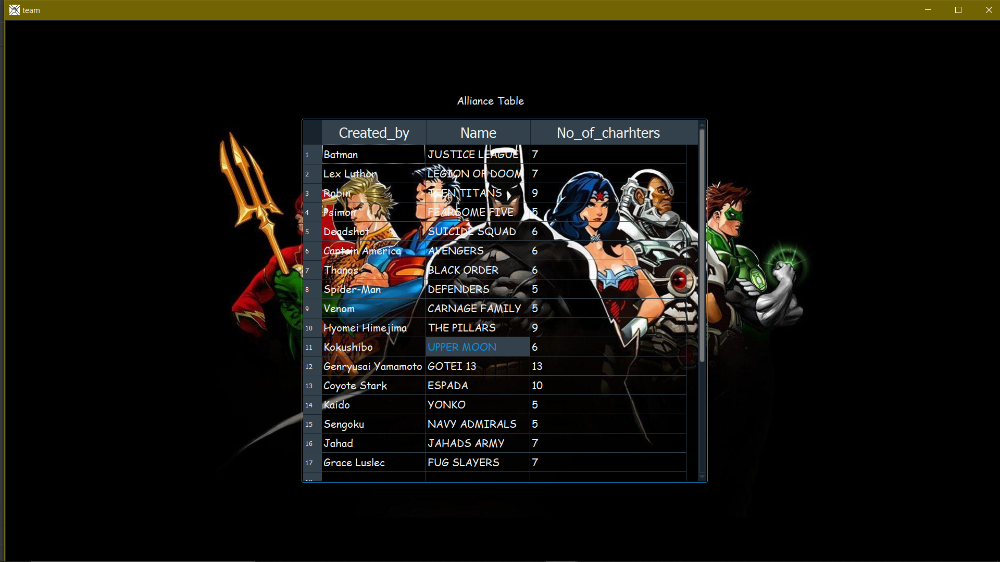 team
Alliance Table
Created_by Name No_of_charhters
1 Batman JUSTICE LEAGUE 7
2 Lex Luthor LEGION OF DOOM 7
3 Robin TEEN TITANS 9
4 Psimon FEARSOME FIVE 5
5 Deadshot SUICIDE SQUAD 6
6 Captain America AVENGERS 6
7 Thanos BLACK ORDER 6
8 Spider-Man DEFENDERS 5
9 Venom CARNAGE FAMILY 5
10 Hyomei Himejima THE PILLARS 9
11 Kokushibo UPPER MOON 6
12 Genryusai Yamamoto GOTEI 13 13
13 Coyote Stark ESPADA 10
14 Kaido YONKO 5
15 Sengoku NAVY ADMIRALS 5
16 Jahad JAHADS ARMY 7
17 Grace Luslec FUG SLAYERS 7